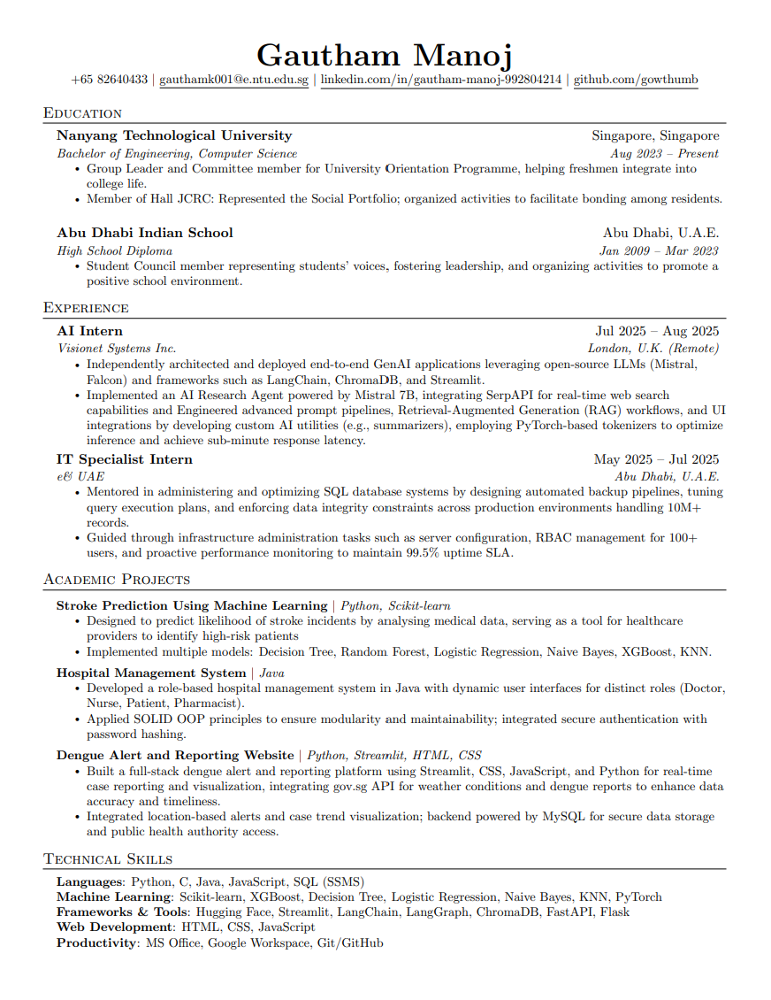 Gautham Manoj
+65 82640433 | gauthamk001@e.ntu.edu.sg | linkedin.com/in/gautham-manoj-992804214 | github.com/gowthumb
Education
Nanyang Technological University Singapore, Singapore
Bachelor of Engineering, Computer Science Aug 2023 – Present
• Group Leader and Committee member for University Orientation Programme, helping freshmen integrate into
college life.
• Member of Hall JCRC: Represented the Social Portfolio; organized activities to facilitate bonding among residents.
Abu Dhabi Indian School Abu Dhabi, U.A.E.
High School Diploma Jan 2009 – Mar 2023
• Student Council member representing students' voices, fostering leadership, and organizing activities to promote a
positive school environment.
Experience
AI Intern Jul 2025 – Aug 2025
Visionet Systems Inc. London, U.K. (Remote)
• Independently architected and deployed end-to-end GenAI applications leveraging open-source LLMs (Mistral,
Falcon) and frameworks such as LangChain, ChromaDB, and Streamlit.
• Implemented an AI Research Agent powered by Mistral 7B, integrating SerpAPI for real-time web search
capabilities and Engineered advanced prompt pipelines, Retrieval-Augmented Generation (RAG) workflows, and UI
integrations by developing custom AI utilities (e.g., summarizers), employing PyTorch-based tokenizers to optimize
inference and achieve sub-minute response latency.
IT Specialist Intern May 2025 – Jul 2025
e& UAE Abu Dhabi, U.A.E.
• Mentored in administering and optimizing SQL database systems by designing automated backup pipelines, tuning
query execution plans, and enforcing data integrity constraints across production environments handling 10M+
records.
• Guided through infrastructure administration tasks such as server configuration, RBAC management for 100+
users, and proactive performance monitoring to maintain 99.5% uptime SLA.
Academic Projects
Stroke Prediction Using Machine Learning | Python, Scikit-learn
• Designed to predict likelihood of stroke incidents by analysing medical data, serving as a tool for healthcare
providers to identify high-risk patients
• Implemented multiple models: Decision Tree, Random Forest, Logistic Regression, Naive Bayes, XGBoost, KNN.
Hospital Management System | Java
• Developed a role-based hospital management system in Java with dynamic user interfaces for distinct roles (Doctor,
Nurse, Patient, Pharmacist).
• Applied SOLID OOP principles to ensure modularity and maintainability; integrated secure authentication with
password hashing.
Dengue Alert and Reporting Website | Python, Streamlit, HTML, CSS
• Built a full-stack dengue alert and reporting platform using Streamlit, CSS, JavaScript, and Python for real-time
case reporting and visualization, integrating gov.sg API for weather conditions and dengue reports to enhance data
accuracy and timeliness.
• Integrated location-based alerts and case trend visualization; backend powered by MySQL for secure data storage
and public health authority access.
Technical Skills
Languages: Python, C, Java, JavaScript, SQL (SSMS)
Machine Learning: Scikit-learn, XGBoost, Decision Tree, Logistic Regression, Naive Bayes, KNN, PyTorch
Frameworks & Tools: Hugging Face, Streamlit, LangChain, LangGraph, ChromaDB, FastAPI, Flask
Web Development: HTML, CSS, JavaScript
Productivity: MS Office, Google Workspace, Git/GitHub